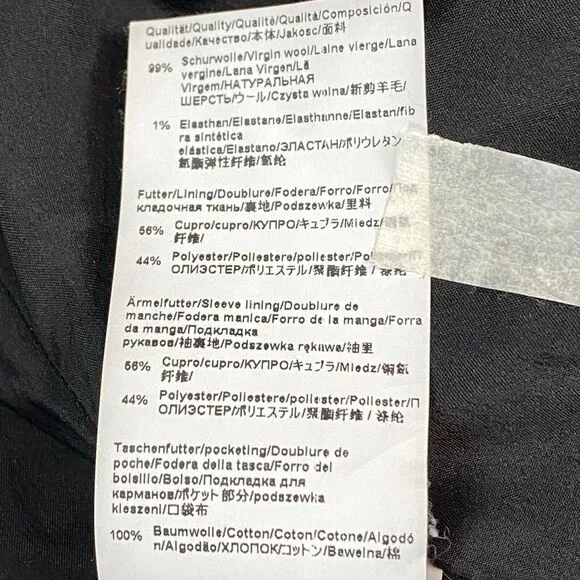 Qualität/Quality/Qualité/Qualità/Composición/Q
ualidade/Качество/本体/Jakosc/面料
99% Schurwolle/Virgin wool/Laine vierge/Lana
vergine/Lana Virgen/Lã
Virgem/НАТУРАЛЬНАЯ
ШЕРСТЬ/ウール/Czysta welna/新剪羊毛/
1% Elasthan/Elastane/Elasthanne/Elastan/fib
ra sintética
elástica/Elastano/ЭЛАСТАН/ポリウレタン
氨酯弹性纤维/氨纶
Futter/Lining/Doublure/Fodera/Forro/Forro/Под
кладочная ткань/裏地/Podszewka/里料
56% Cupro/cupro/КУПРО/キュプラ/Miedz/
纤维/
44% Polyester/Polyestere/poliester/Pol
ОЛИЭСТЕР/ポリエステル/聚酯纤维 / 涤纶
Ärmelfutter/Sleeve lining/Doublure de
manche/Fodera manica/Forro de la manga/Forra
da manga/Подкладка
рукавов/袖裏地/Podszewka rękawa/袖里
56% Cupro/cupro/КУПРО/キュプラ/Miedz/铜氨
纤维/
44% Polyester/Poliestere/poliester/Polyester/П
ОЛИЭСТЕР/ポリエステル/聚酯纤维 / 涤纶
Taschenfutter/pocketing/Doublure de
poche/Fodera della tasca/Forro del
bolsillo/Bolso/Подкладка для
карманов/ポケット部分/podszewka
kieszeni/口袋布
100% Baumwolle/Cotton/Coton/Cotone/Algodó
n/Algodão/ХЛОПОК/コットン/Bawelna/棉